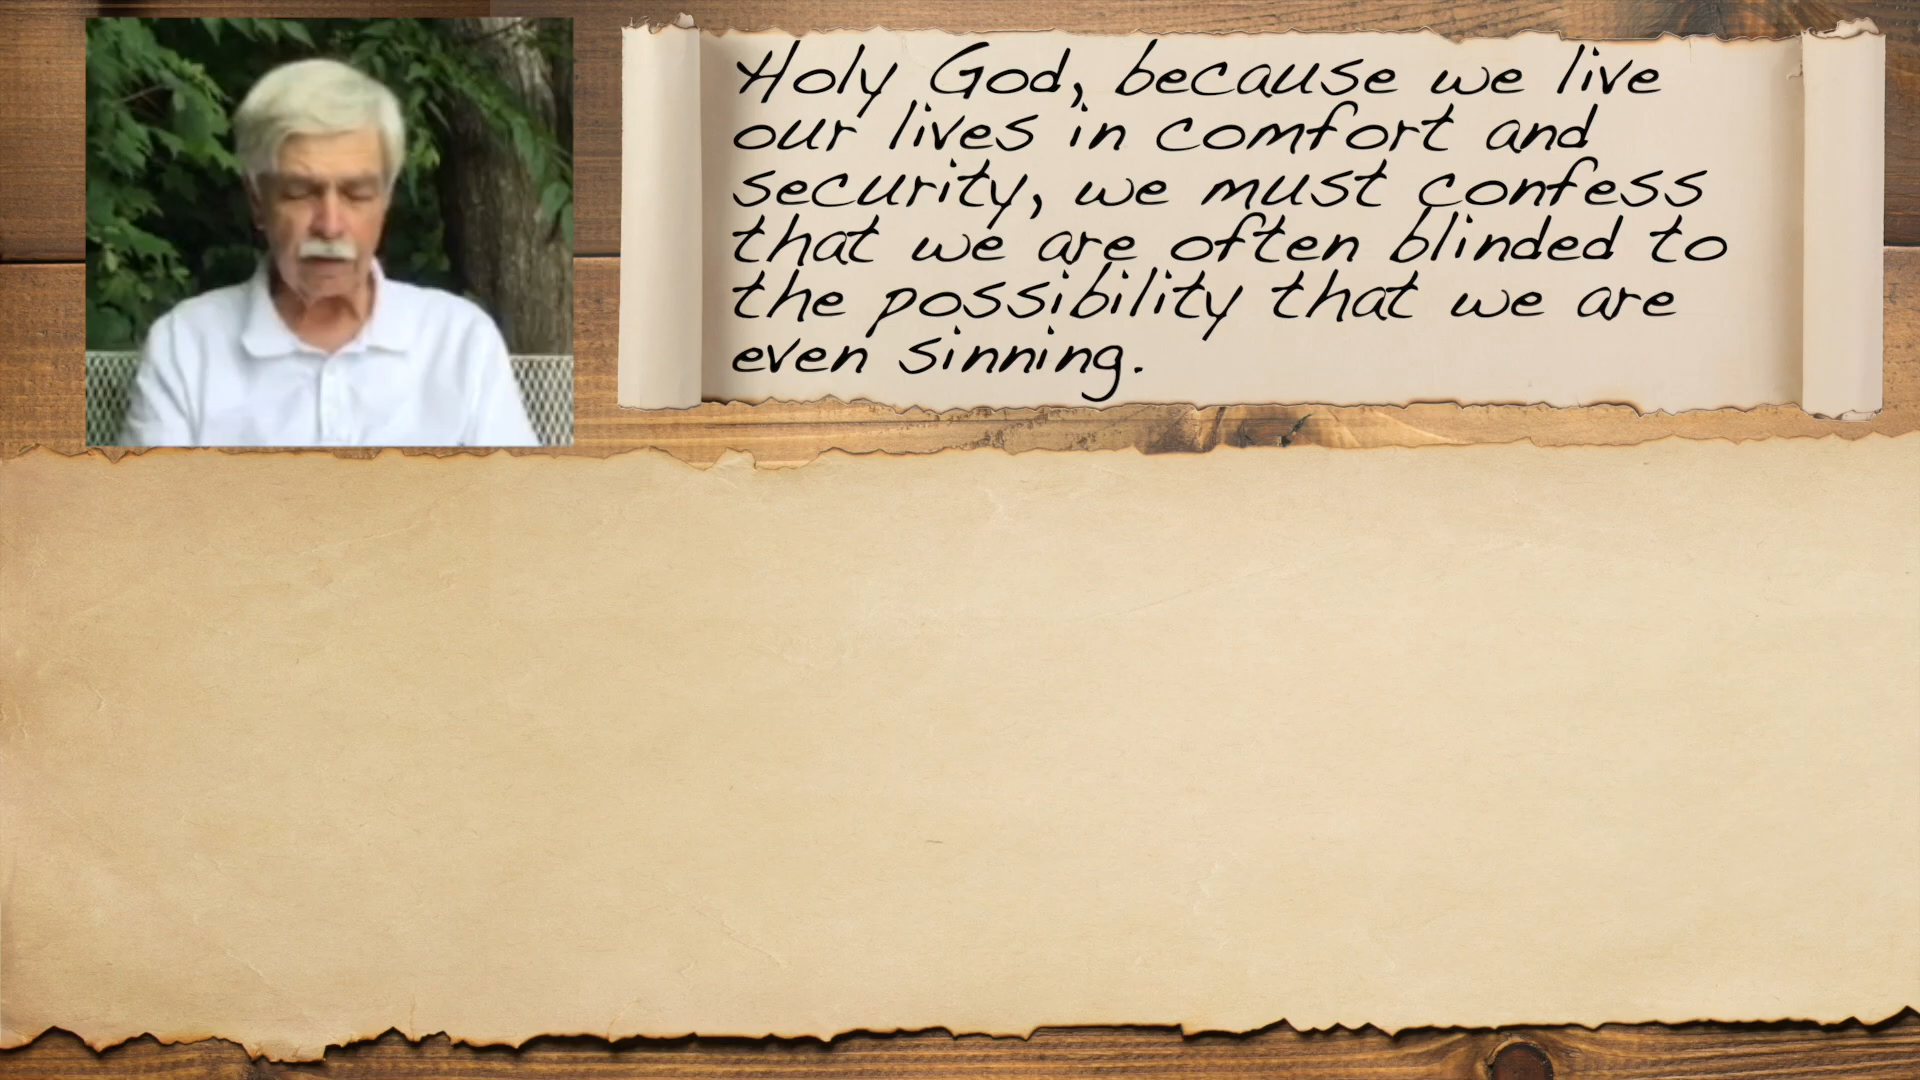 Holy God, because we live
our lives in comfort and
security, we must confess
that we are often blinded to
the possibility that we are
even sinning.